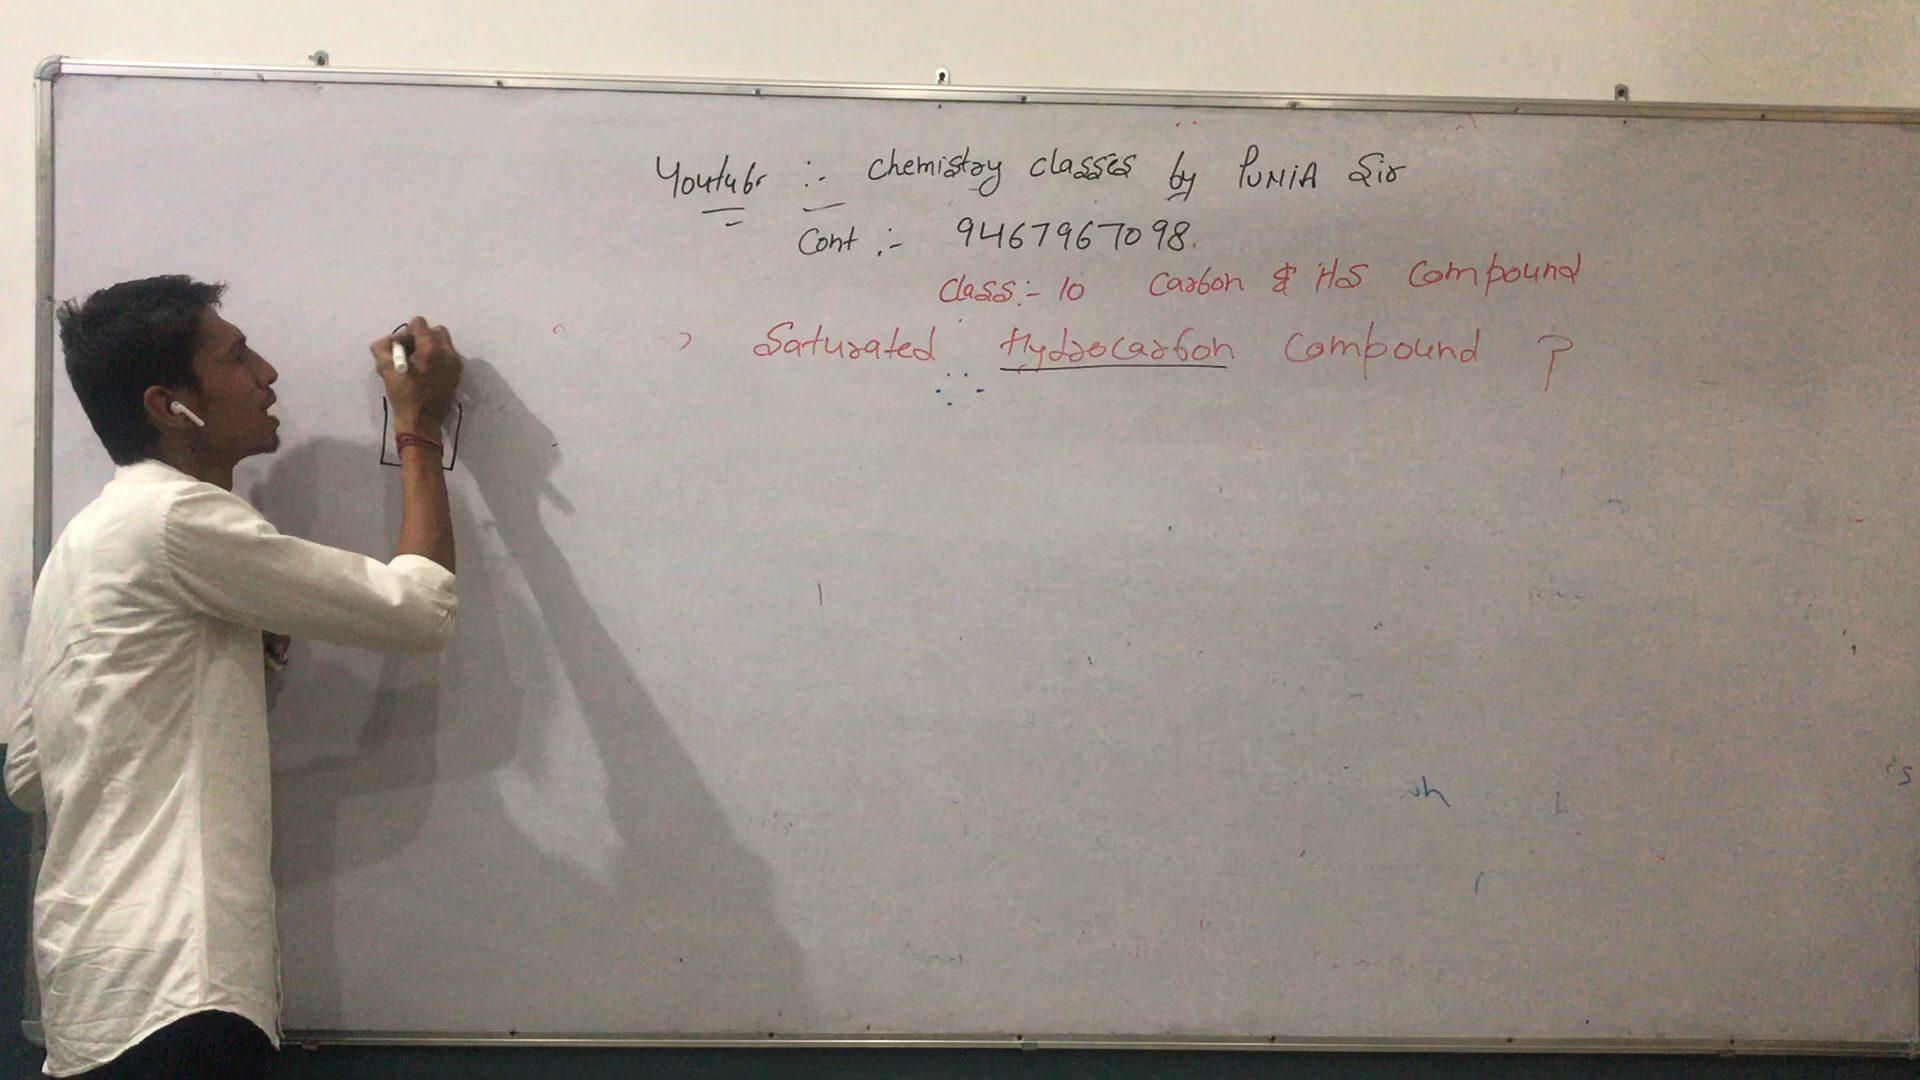 Youtube :- Chemistry classes by PUNIA Sir
Cont :- 9467967098.
Class:- 10 Carbon & Its Compound
Saturated Hydrocarbon Compound ?